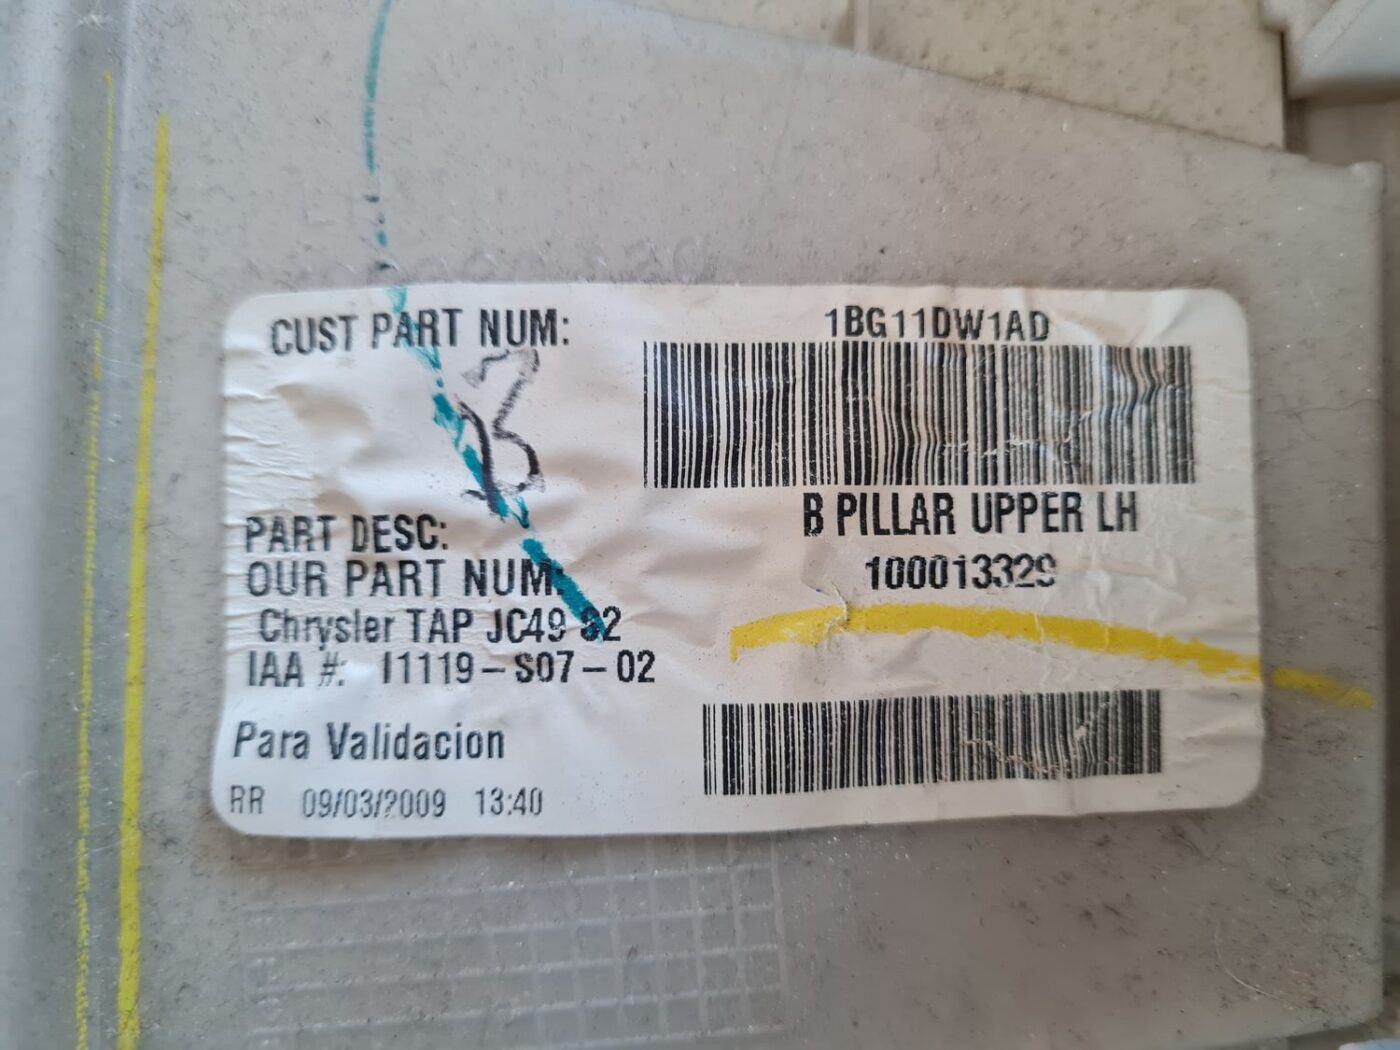 CUST PART NUM: 1BG11DW1AD
PART DESC: B PILLAR UPPER LH
OUR PART NUM: 100013329
Chrysler TAP JC49 92
IAA #: I1119-S07-02
Para Validacion
RR 09/03/2009 13:40